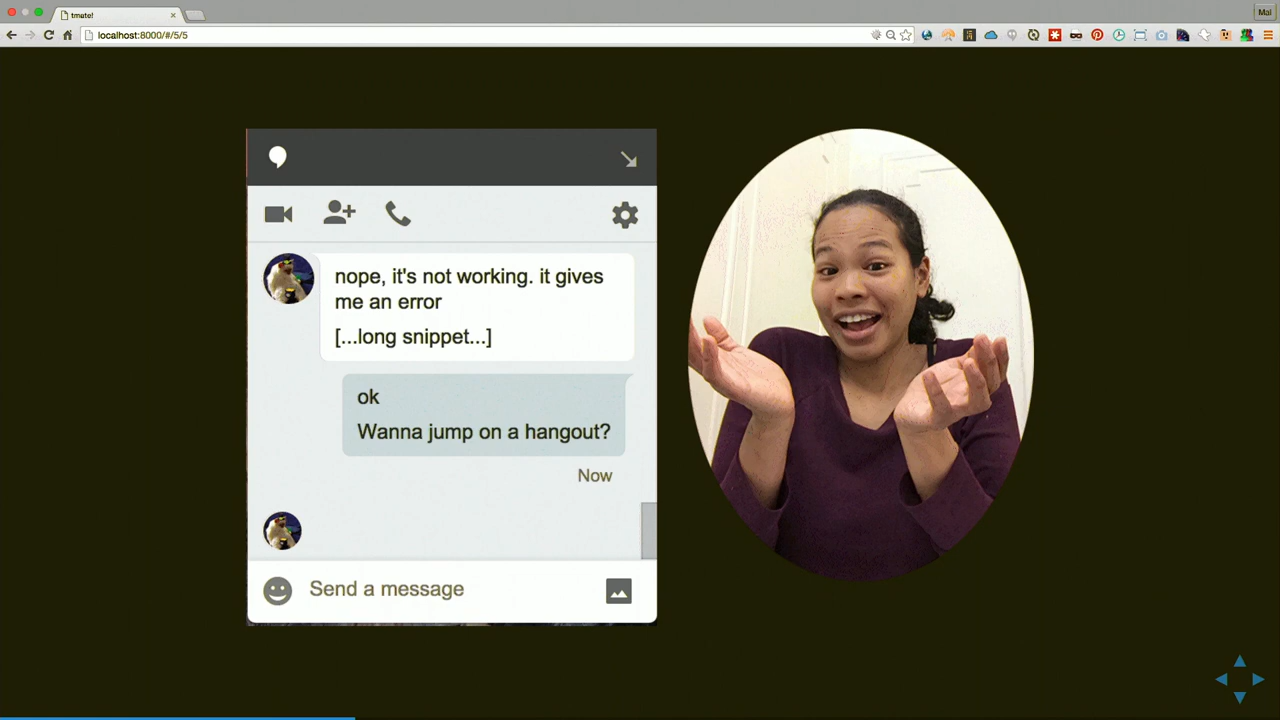 tmate!
Mai
localhost:8000/#/5/5
nope, it's not working. it gives
me an error
[...long snippet...]
ok
Wanna jump on a hangout?
Now
Send a message